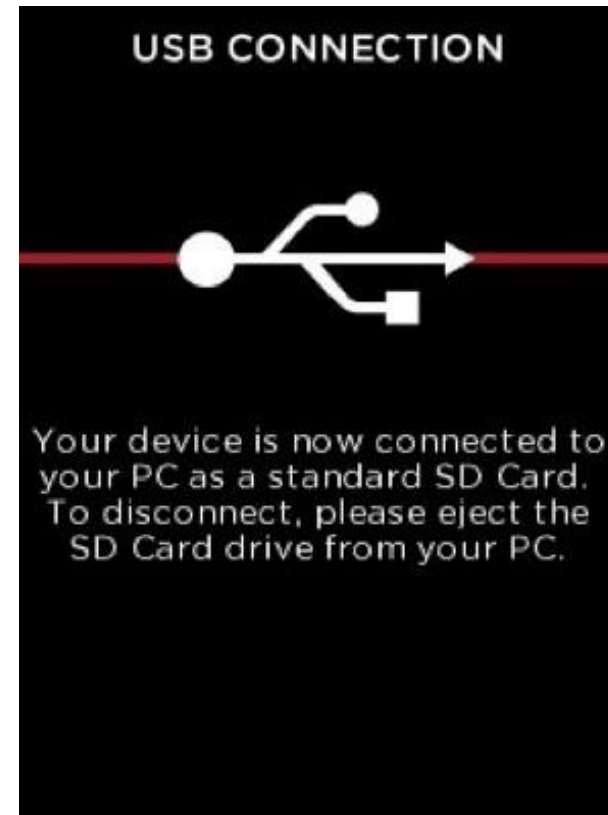 USB CONNECTION
Your device is now connected to
your PC as a standard SD Card.
To disconnect, please eject the
SD Card drive from your PC.